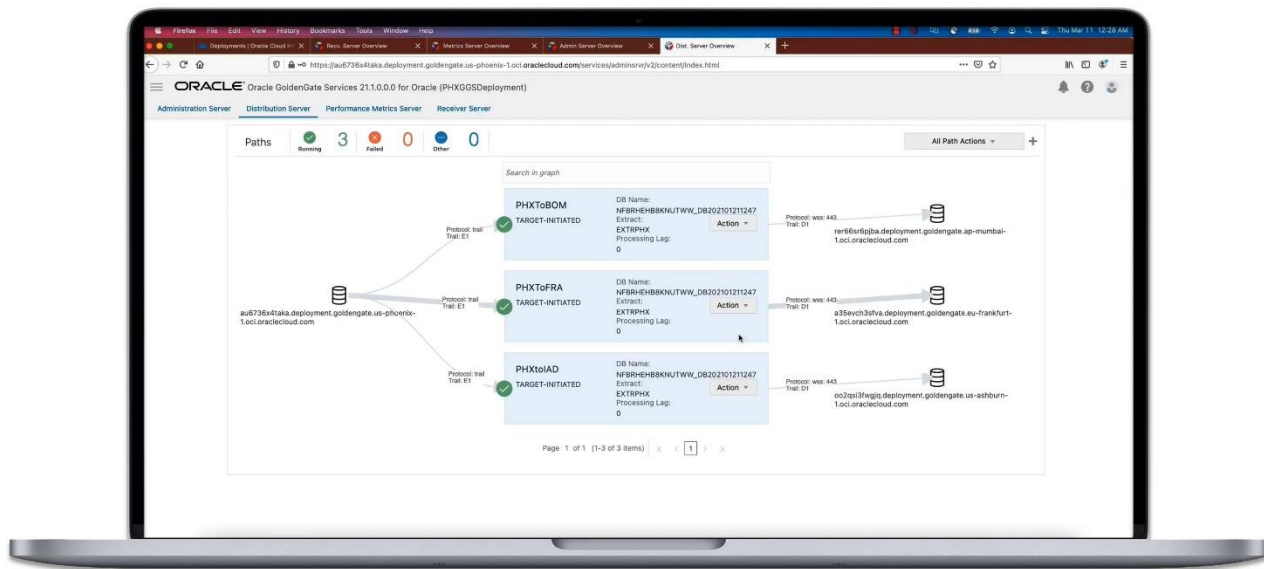 Firefox File Edit View History Bookmarks Tools Window Help
Thu Mar 11 12:28 AM
Deployments | Oracle Cloud In
Recv. Server Overview
Metrics Server Overview
Admin Server Overview
Dist. Server Overview
https://au6736x4taka.deployment.goldengate.us-phoenix-1.oci.oraclecloud.com/services/adminsrvr/v2/content/index.html
ORACLE Oracle GoldenGate Services 21.1.0.0.0 for Oracle (PHXGGSDeployment)
Administration Server Distribution Server Performance Metrics Server Receiver Server
Paths Running 3 Failed 0 Other 0 All Path Actions
Search in graph
PHXToBOM
TARGET-INITIATED
DB Name:
NFBRHEHB8KNUTWW_DB202101211247
Extract:
EXTRPHX
Processing Lag:
0
Action
Protocol: trail
Trail: E1
Protocol: wss: 443
Trail: D1
rer66sr6pjba.deployment.goldengate.ap-mumbai-
1.oci.oraclecloud.com
PHXToFRA
TARGET-INITIATED
DB Name:
NFBRHEHB8KNUTWW_DB202101211247
Extract:
EXTRPHX
Processing Lag:
0
Action
Protocol: trail
Trail: E1
Protocol: wss: 443
Trail: D1
au6736x4taka.deployment.goldengate.us-phoenix-
1.oci.oraclecloud.com
a35evch3sfva.deployment.goldengate.eu-frankfurt-
1.oci.oraclecloud.com
PHXtoIAD
TARGET-INITIATED
DB Name:
NFBRHEHB8KNUTWW_DB202101211247
Extract:
EXTRPHX
Processing Lag:
0
Action
Protocol: trail
Trail: E1
Protocol: wss: 443
Trail: D1
oo2qsi3fwgjq.deployment.goldengate.us-ashburn-
1.oci.oraclecloud.com
Page 1 of 1 (1-3 of 3 items) 1